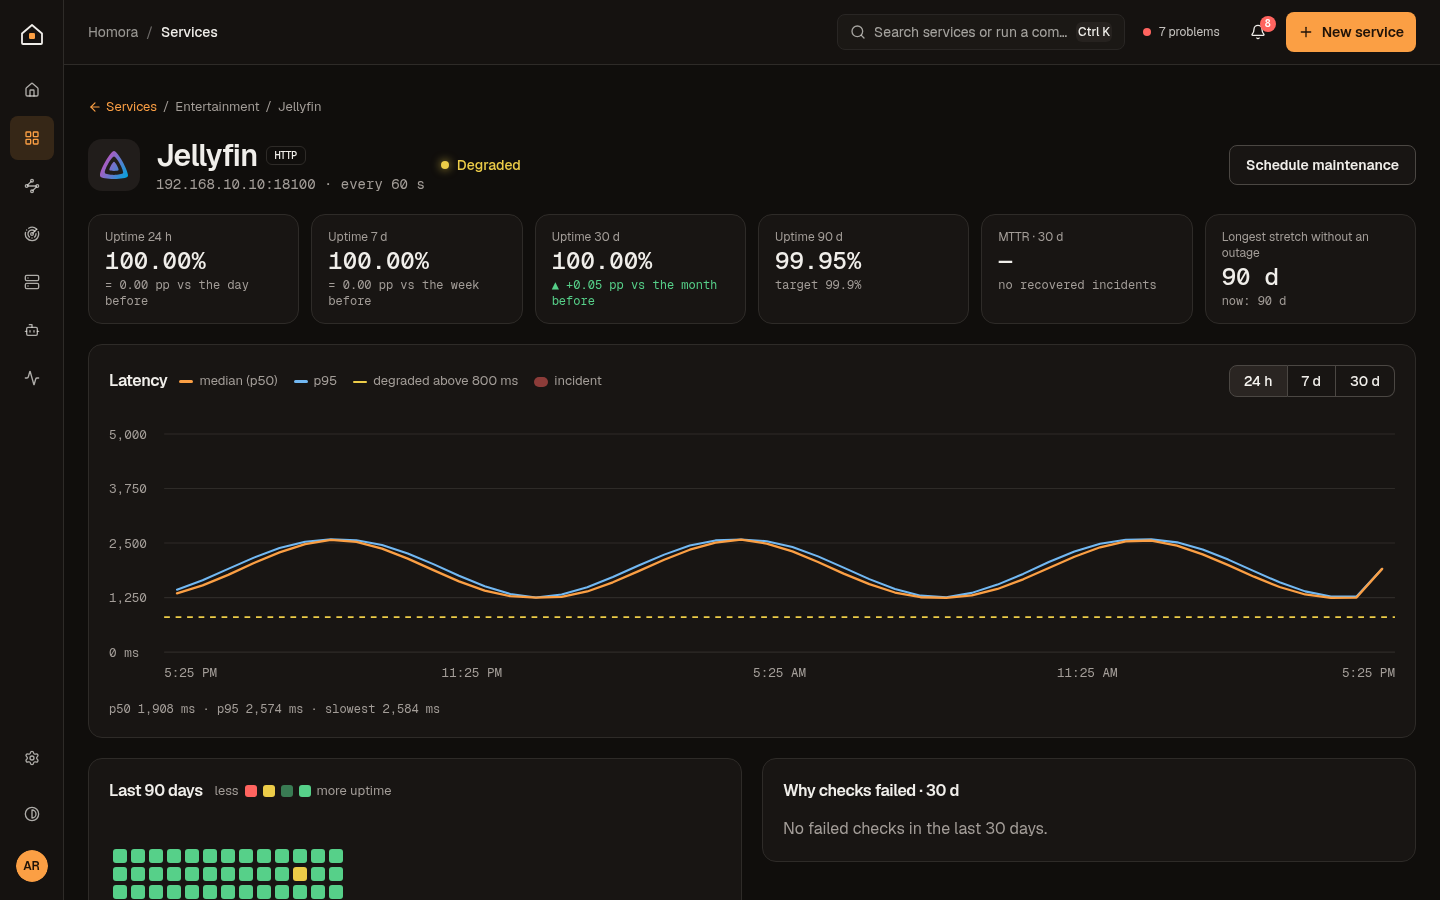 Homora / Services
Search services or run a com… Ctrl K
7 problems
8
New service
← Services / Entertainment / Jellyfin
Jellyfin HTTP
192.168.10.10:18100 · every 60 s
Degraded
Schedule maintenance
Uptime 24 h
100.00%
= 0.00 pp vs the day
before
Uptime 7 d
100.00%
= 0.00 pp vs the week
before
Uptime 30 d
100.00%
▲ +0.05 pp vs the month
before
Uptime 90 d
99.95%
target 99.9%
MTTR · 30 d
—
no recovered incidents
Longest stretch without an
outage
90 d
now: 90 d
Latency median (p50) p95 degraded above 800 ms incident
24 h 7 d 30 d
5,000
3,750
2,500
1,250
0 ms
5:25 PM 11:25 PM 5:25 AM 11:25 AM 5:25 PM
p50 1,908 ms · p95 2,574 ms · slowest 2,584 ms
Last 90 days less more uptime
Why checks failed · 30 d
No failed checks in the last 30 days.
AR